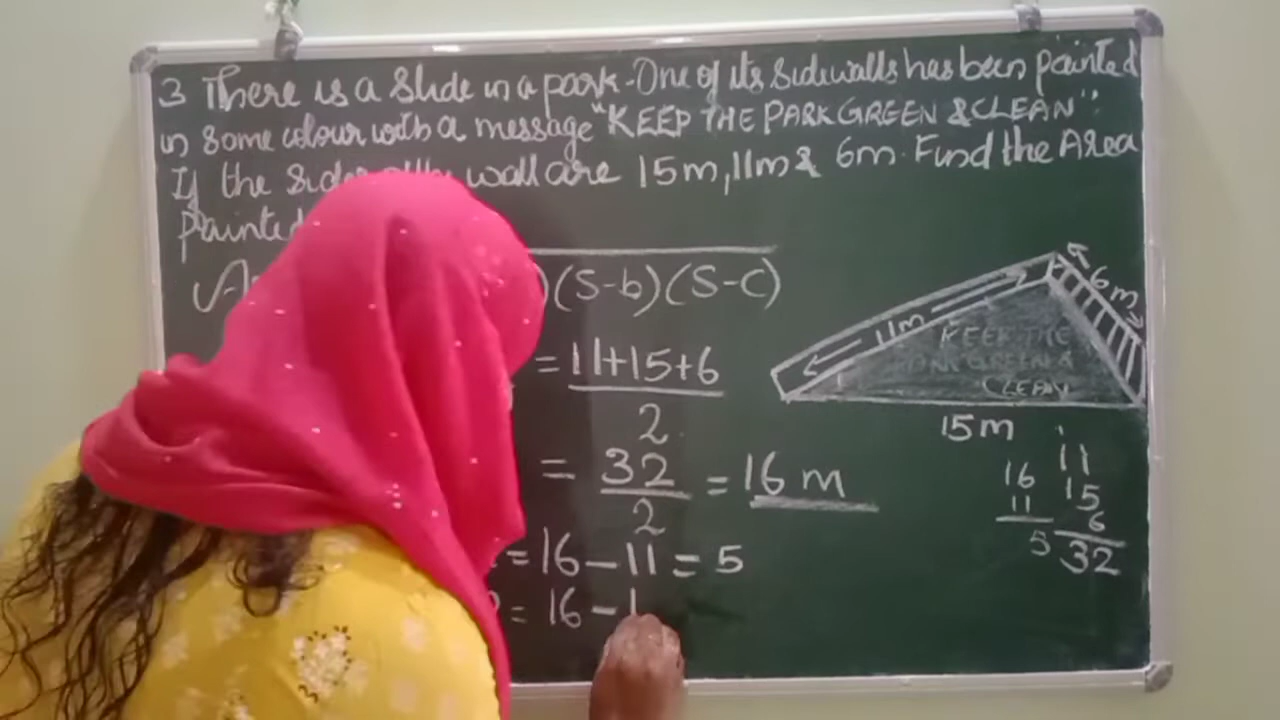 3 There is a Slide in a park. One of its Sidewalls has been painted
in some colour with a message "KEEP THE PARK GREEN & CLEAN".
If the wall are 15m, 11m & 6m. Find the Area
Painted
)(S-b)(S-C)
= 11+15+6
2
= 32 = 16 m
2
= 16 - 11 = 5
= 16 -
11m
6m
KEEP THE
CLEAN
15m
16
11
5
11
15
6
32